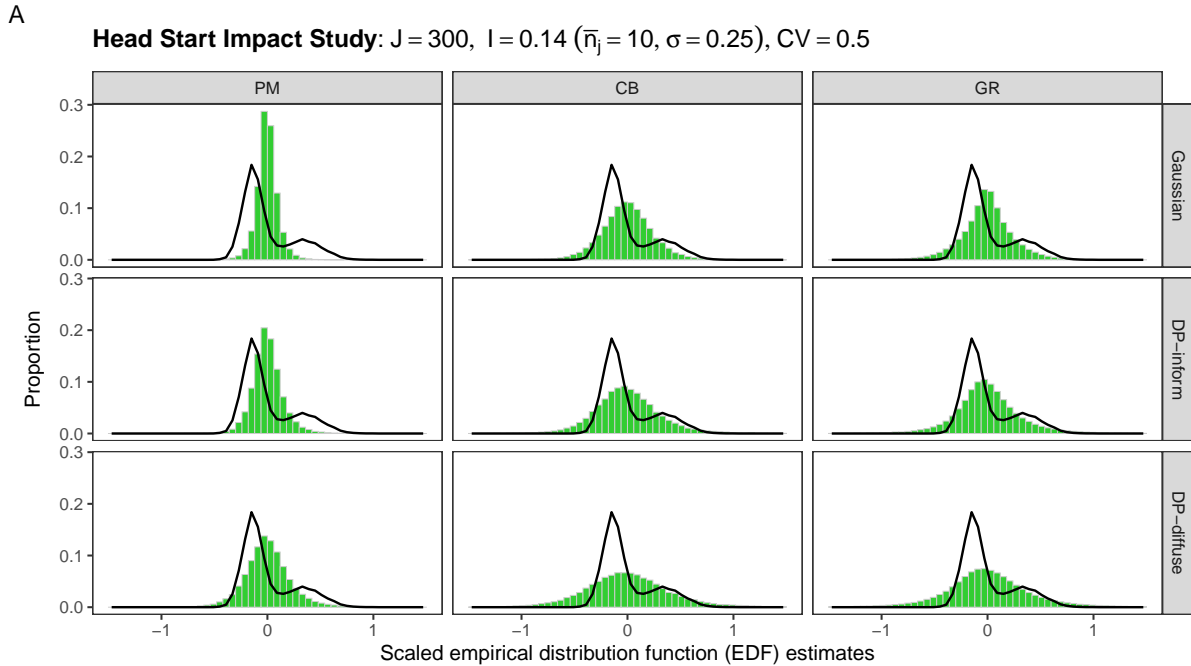 A
Head Start Impact Study: J = 300, I = 0.14 (n̅j = 10, σ = 0.25), CV = 0.5
PM CB GR
0.3
0.2
0.1
0.0
Gaussian
0.3
0.2
0.1
0.0
DP−inform
0.3
0.2
0.1
0.0
DP−diffuse
Proportion
−1 0 1 −1 0 1 −1 0 1
Scaled empirical distribution function (EDF) estimates